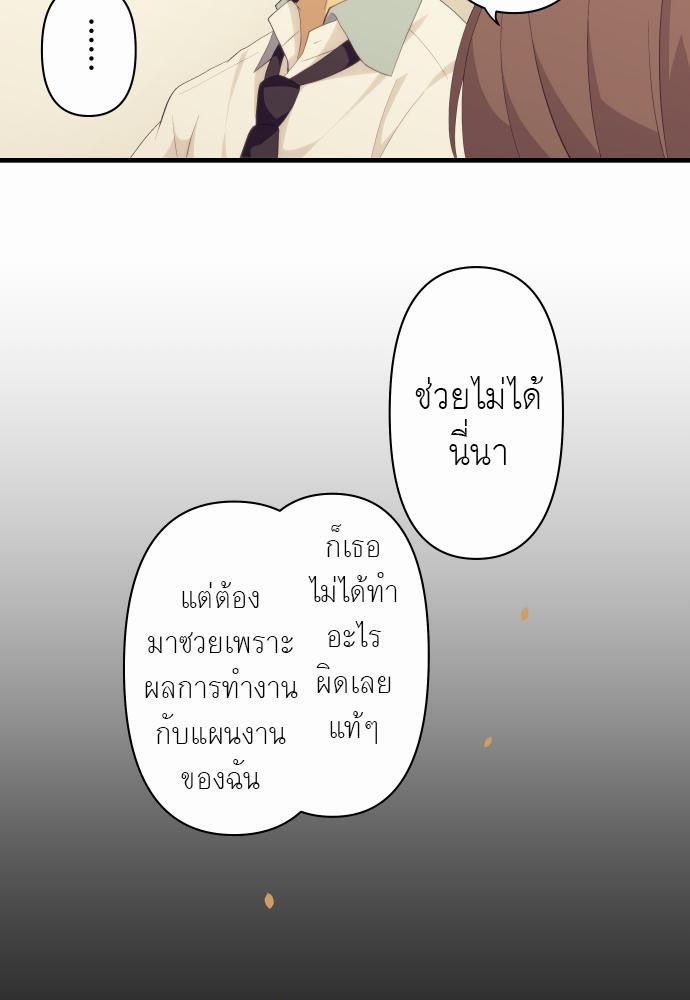 ......
ช่วยไม่ได้
นี่นา
ก็เธอ
ไม่ได้ทำ
อะไร
ผิดเลย
แท้ๆ
แต่ต้อง
มาซวยเพราะ
ผลการทำงาน
กับแผนงาน
ของฉัน